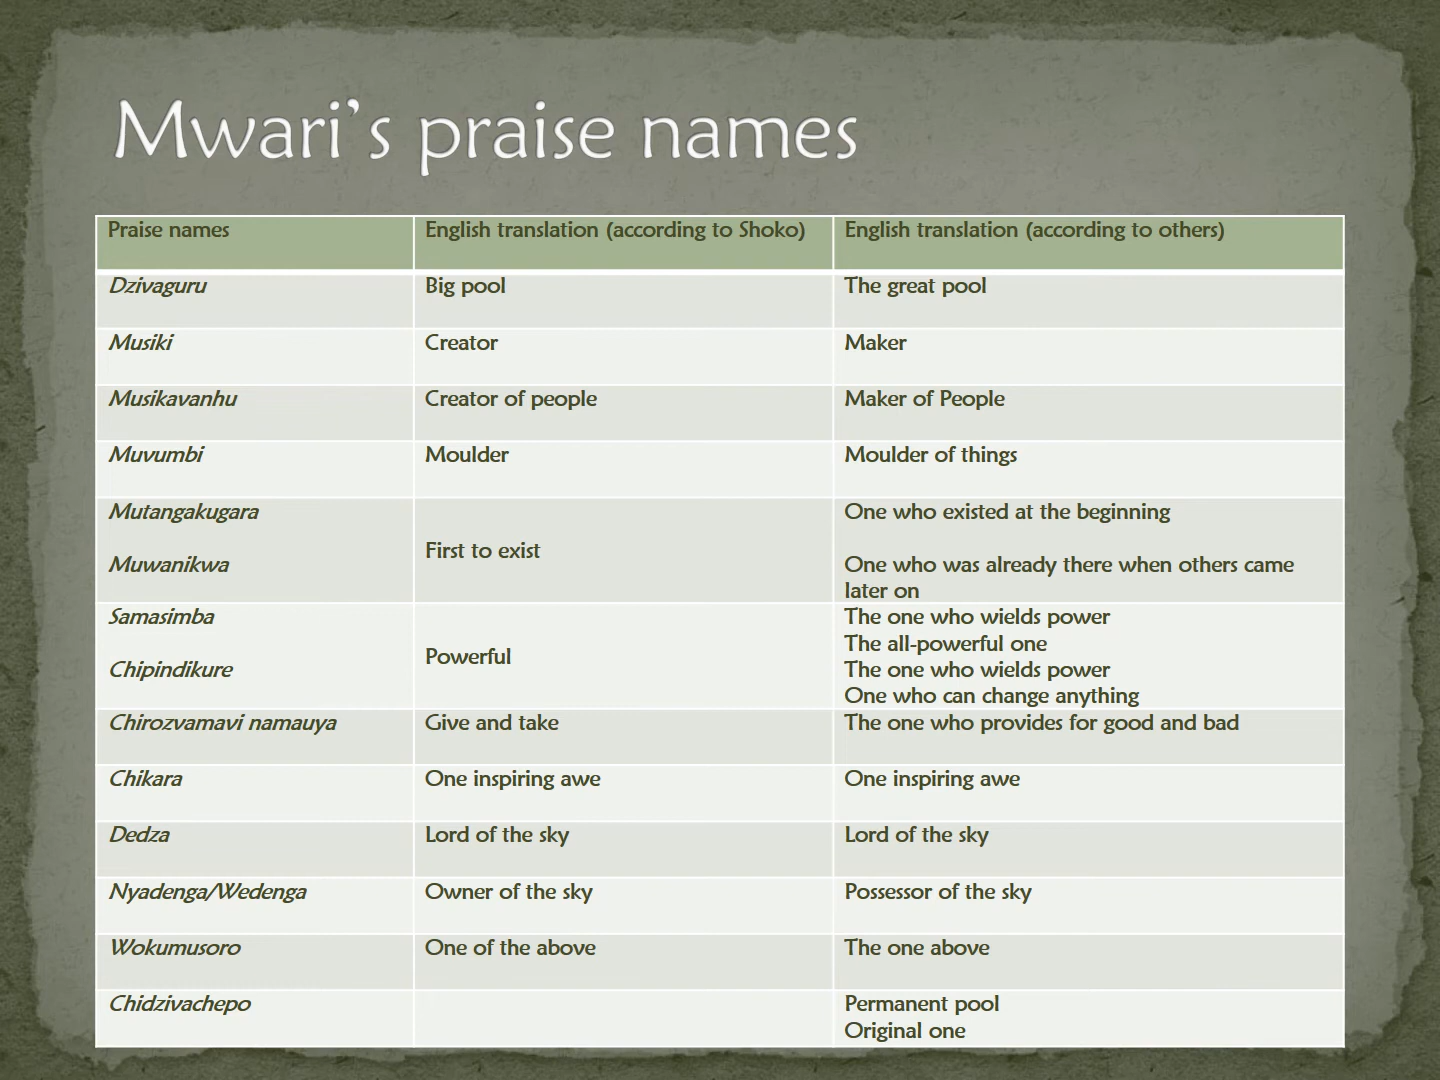 Mwari's praise names
Praise names English translation (according to Shoko) English translation (according to others)
Dzivaguru Big pool The great pool
Musiki Creator Maker
Musikavanhu Creator of people Maker of People
Muvumbi Moulder Moulder of things
Mutangakugara
Muwanikwa
First to exist
One who existed at the beginning
One who was already there when others came
later on
Samasimba
Chipindikure
Powerful
The one who wields power
The all-powerful one
The one who wields power
One who can change anything
Chirozvamavi namauya Give and take The one who provides for good and bad
Chikara One inspiring awe One inspiring awe
Dedza Lord of the sky Lord of the sky
Nyadenga/Wedenga Owner of the sky Possessor of the sky
Wokumusoro One of the above The one above
Chidzivachepo Permanent pool
Original one